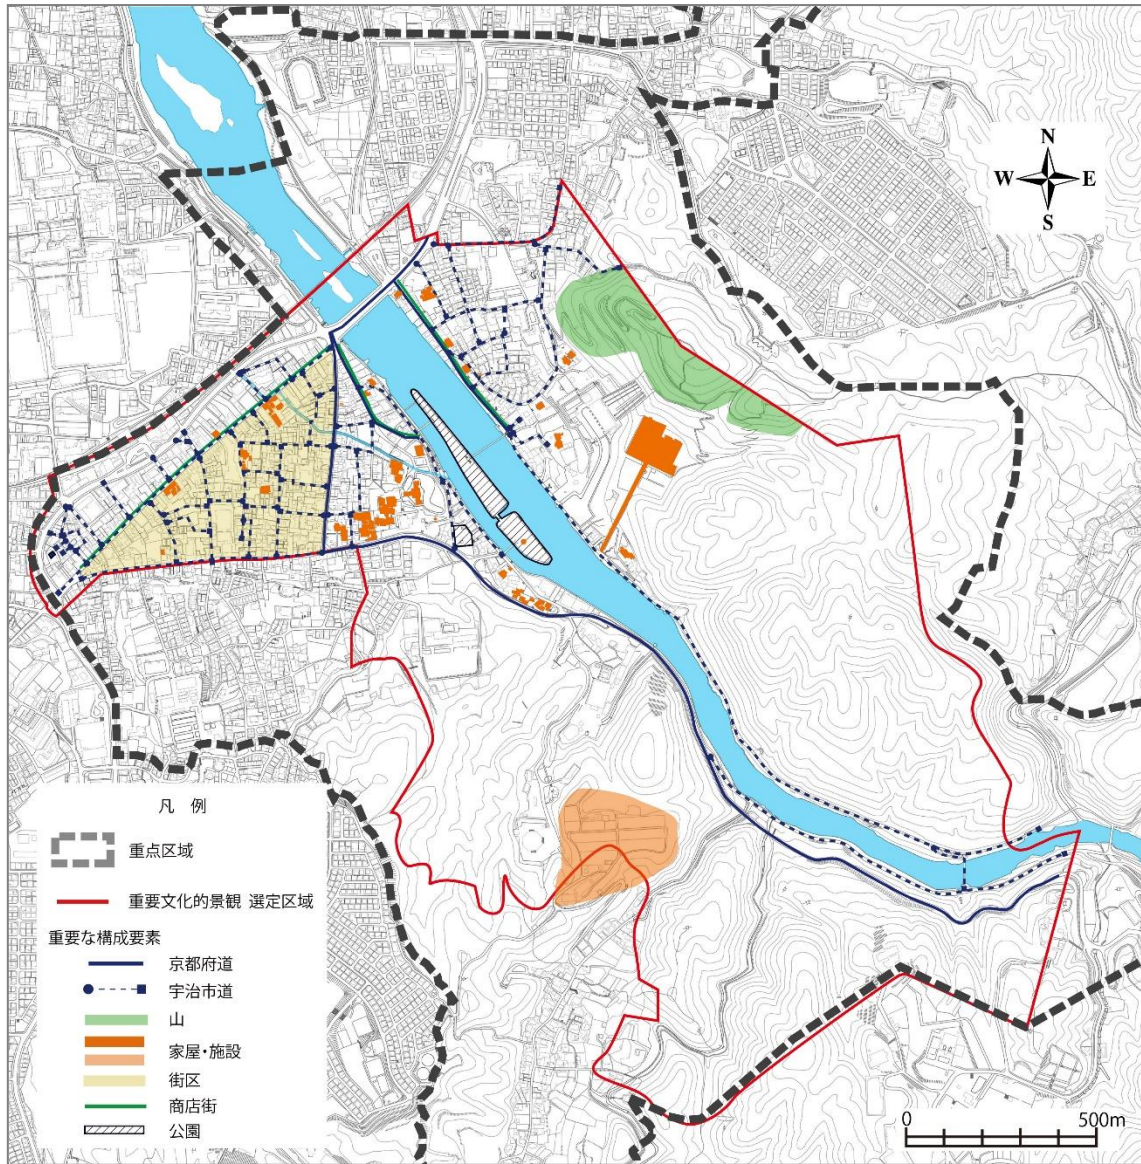 N
W E
S
凡 例
重点区域
重要文化的景観 選定区域
重要な構成要素
京都府道
宇治市道
山
家屋・施設
街区
商店街
公園
0 500m